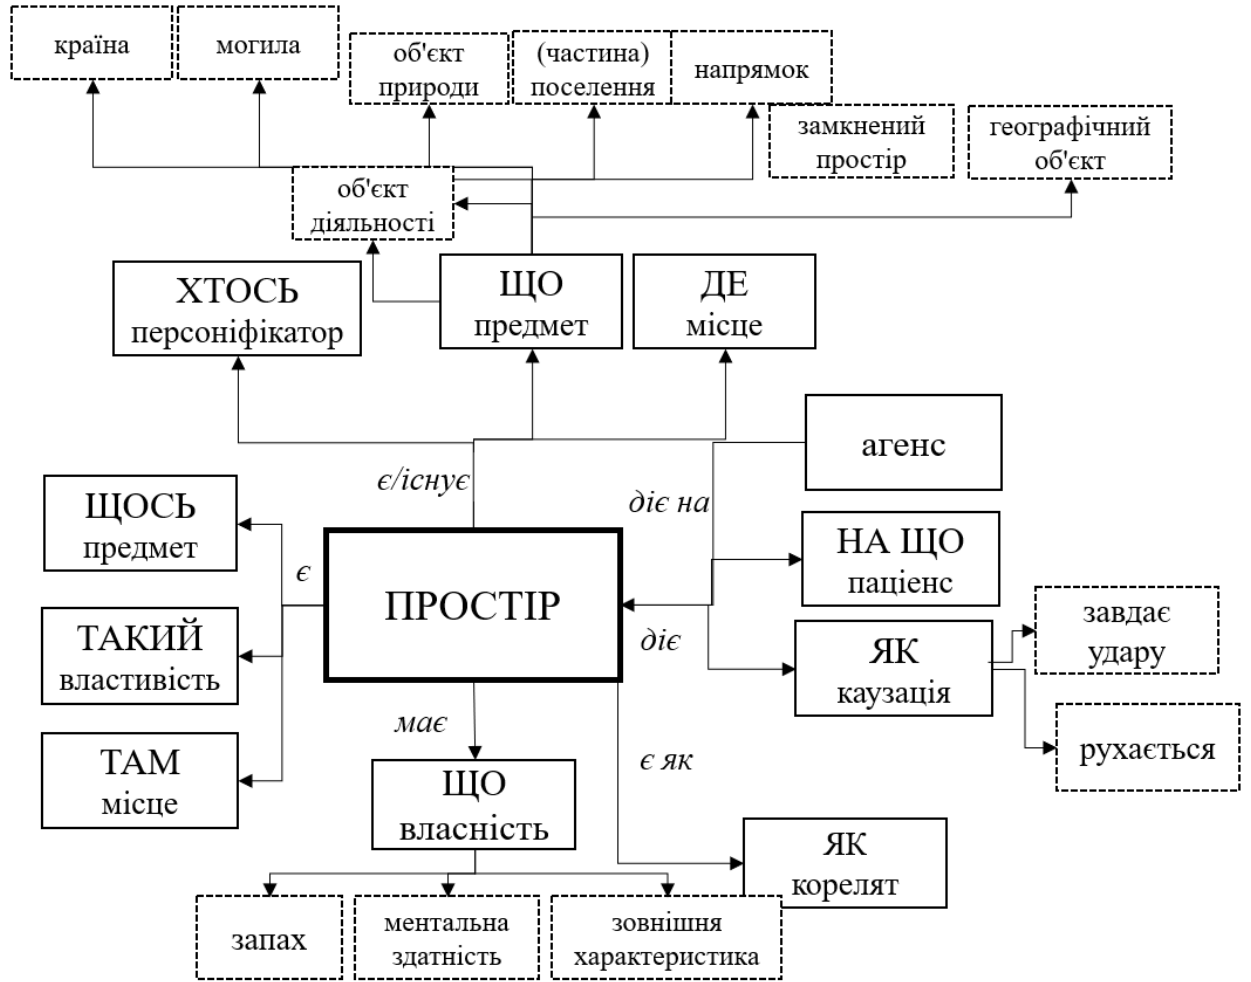 країна
могила
об'єкт
природи
(частина)
поселення
напрямок
замкнений
простір
географічний
об'єкт
об'єкт
діяльності
ХТОСЬ
персоніфікатор
ЩО
предмет
ДЕ
місце
агенс
є/існує
діє на
ЩОСЬ
предмет
НА ЩО
паціенс
є
ПРОСТІР
ТАКИЙ
властивість
діє
ЯК
каузація
завдає
удару
рухається
ТАМ
місце
має
є як
ЩО
власність
ЯК
корелят
запах
ментальна
здатність
зовнішня
характеристика